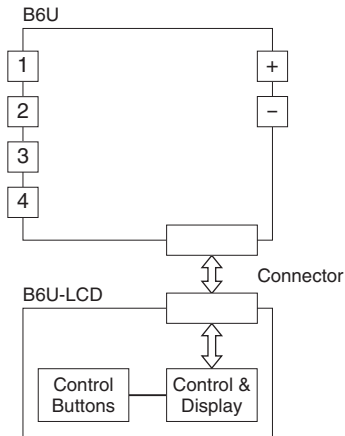 B6U
1
+
2
−
3
4
Connector
B6U-LCD
Control
Buttons
Control &
Display